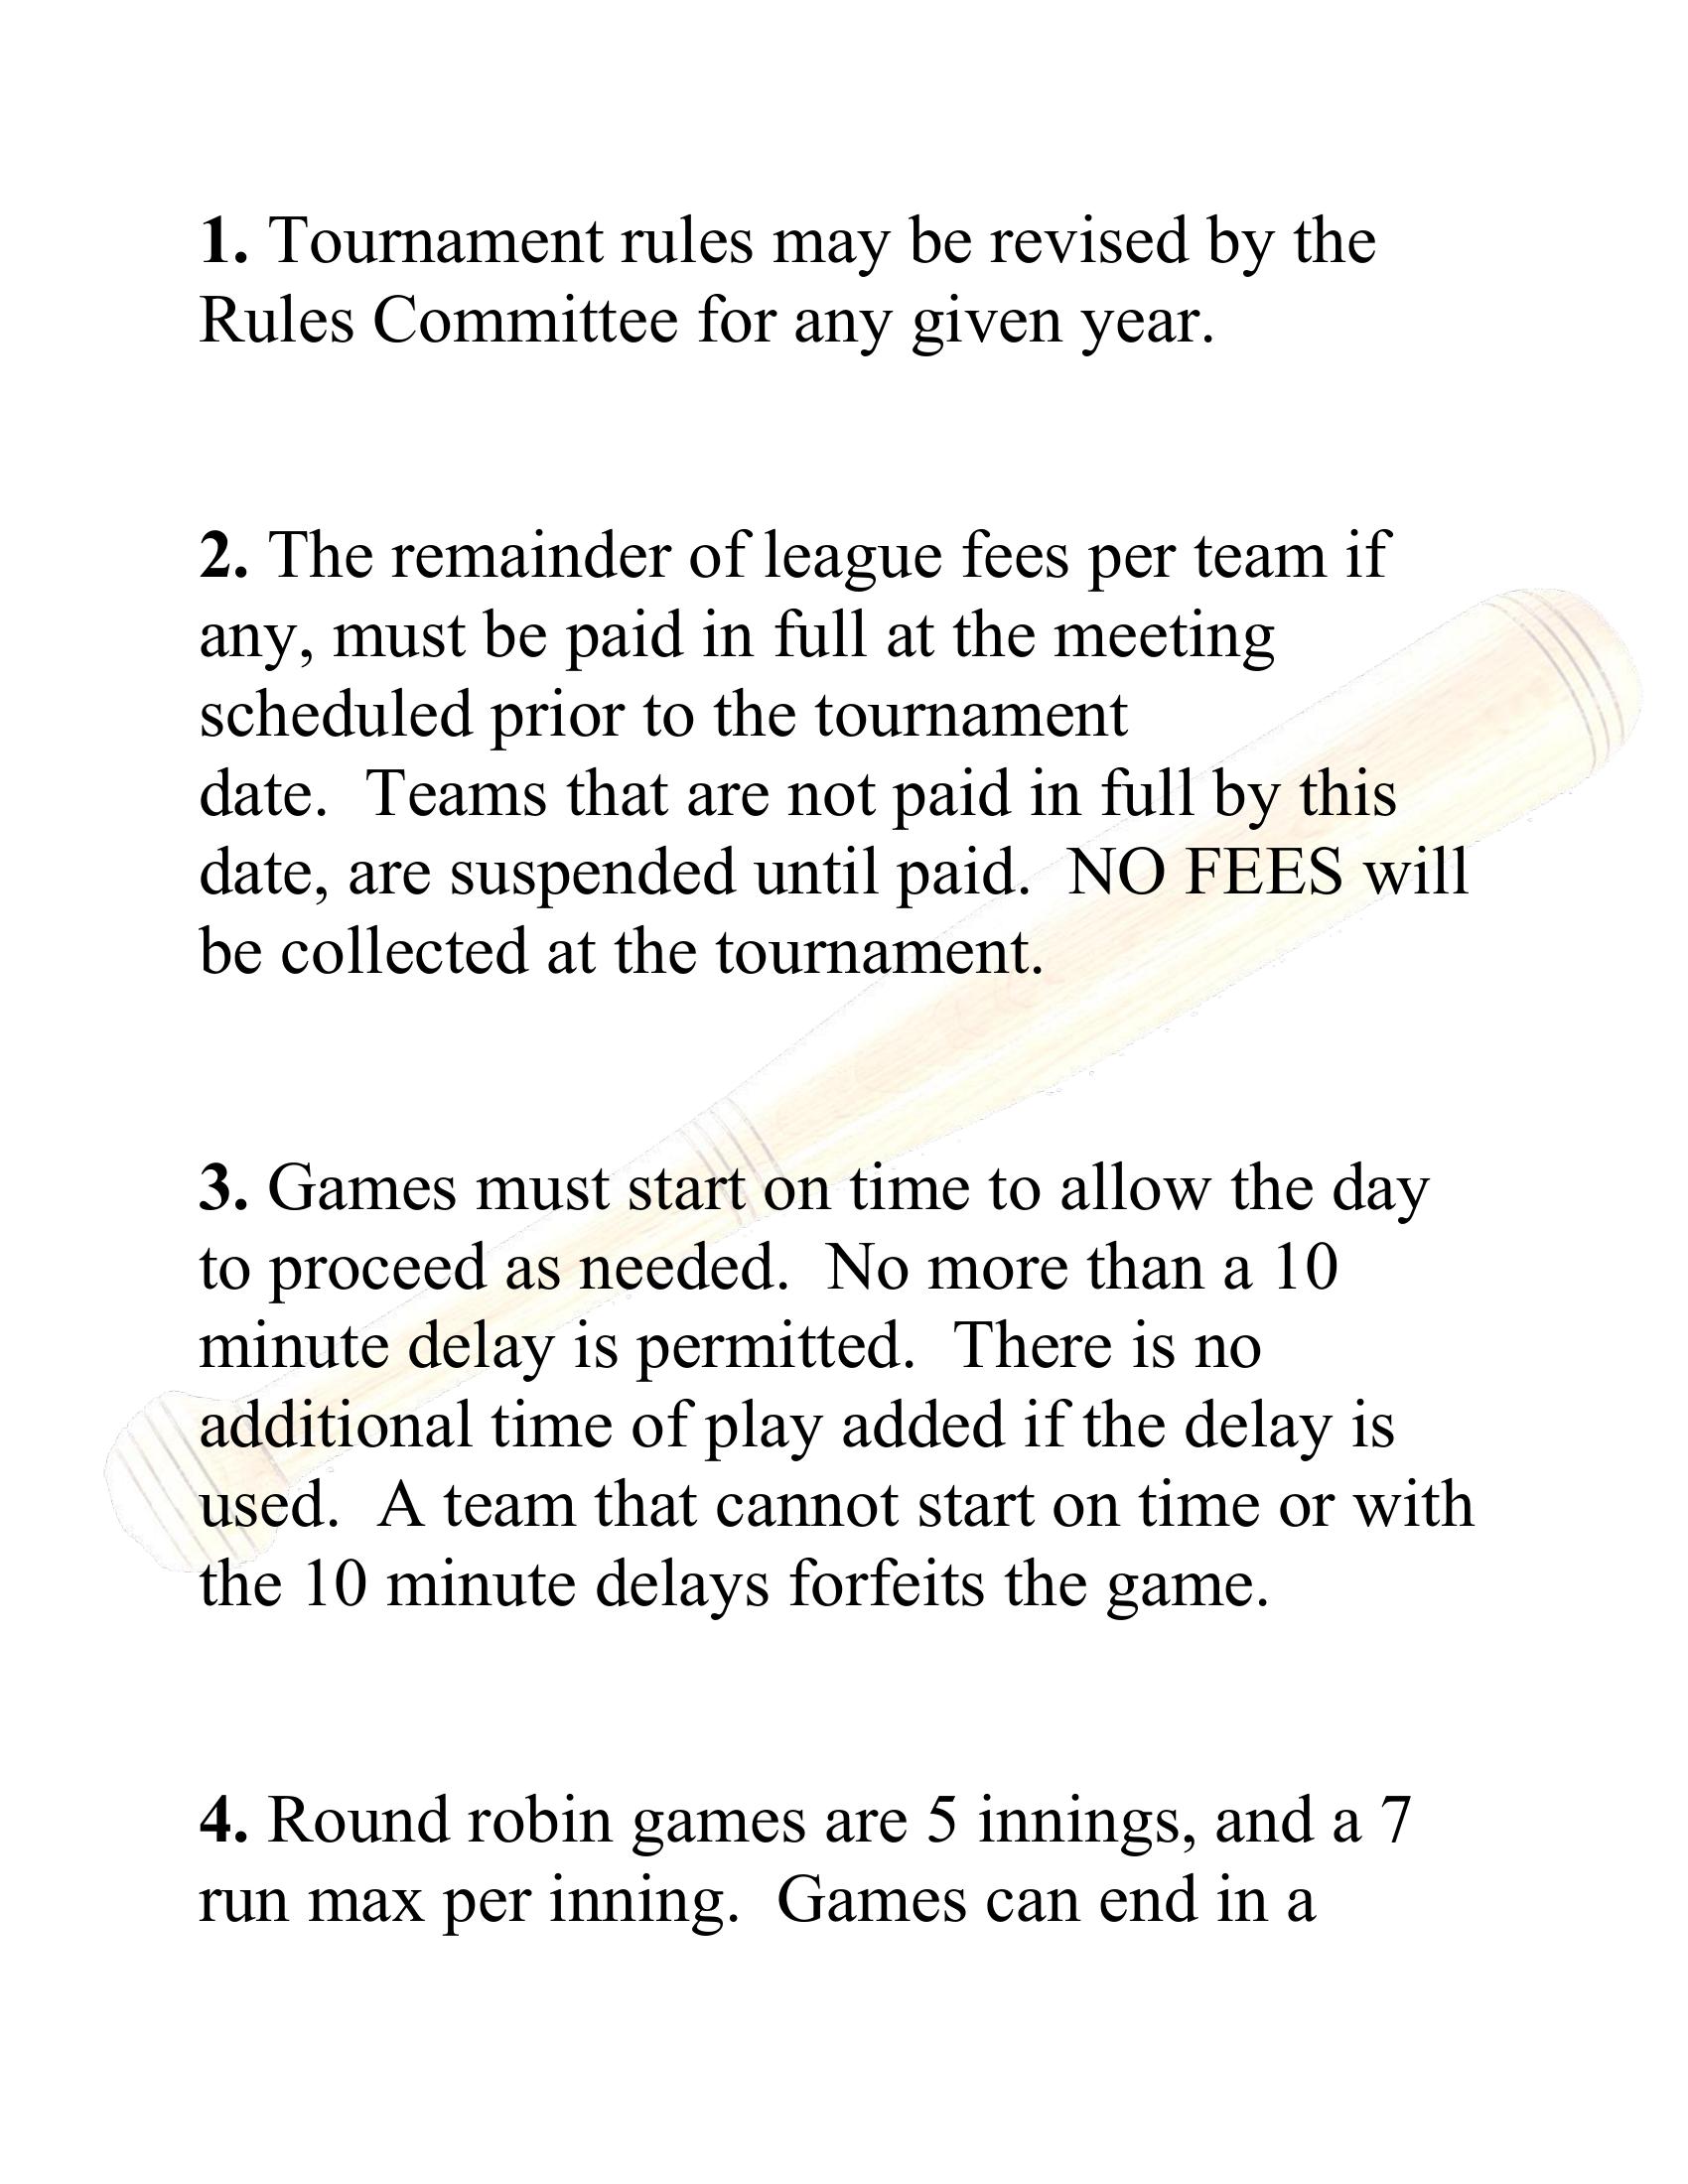 1. Tournament rules may be revised by the
Rules Committee for any given year.
2. The remainder of league fees per team if
any, must be paid in full at the meeting
scheduled prior to the tournament
date.  Teams that are not paid in full by this
date, are suspended until paid.  NO FEES will
be collected at the tournament.
3. Games must start on time to allow the day
to proceed as needed.  No more than a 10
minute delay is permitted.  There is no
additional time of play added if the delay is
used.  A team that cannot start on time or with
the 10 minute delays forfeits the game.
4. Round robin games are 5 innings, and a 7
run max per inning.  Games can end in a